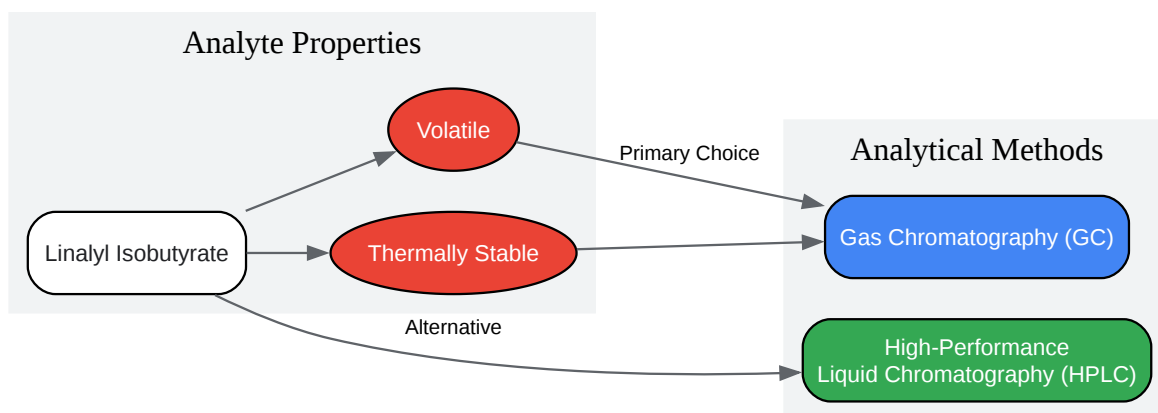 Analyte Properties
Volatile
Primary Choice
Analytical Methods
Linalyl Isobutyrate
Thermally Stable
Gas Chromatography (GC)
Alternative
High-Performance
Liquid Chromatography (HPLC)